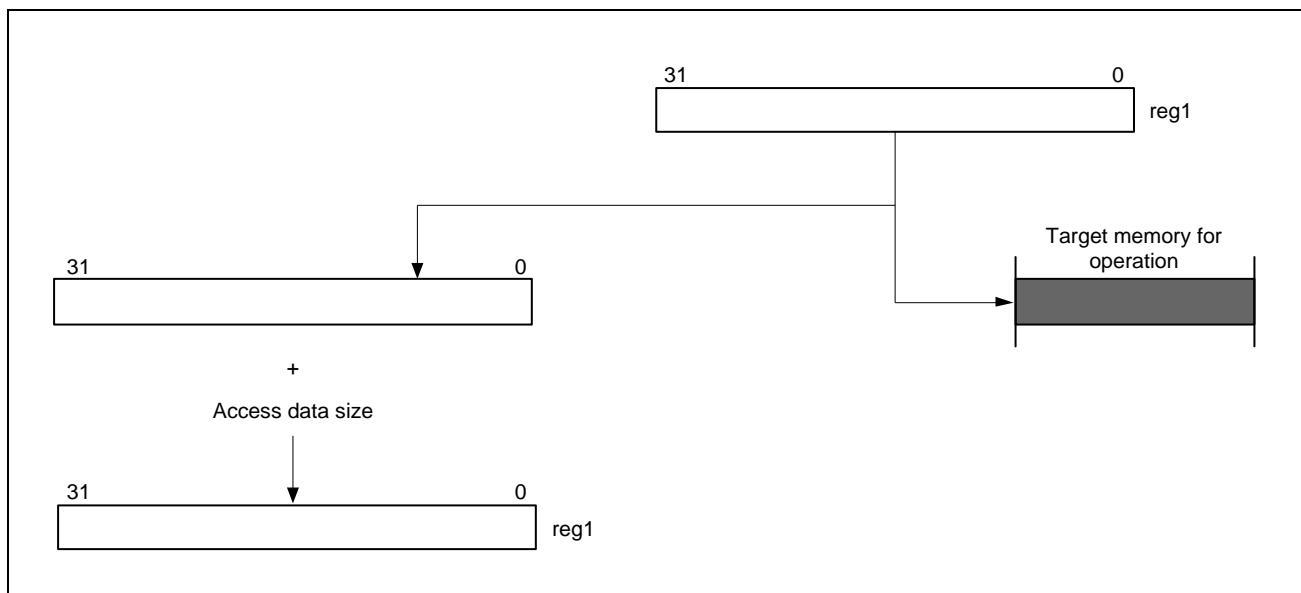 31 0
reg1
Target memory for
operation
31 0
+
Access data size
31 0
reg1